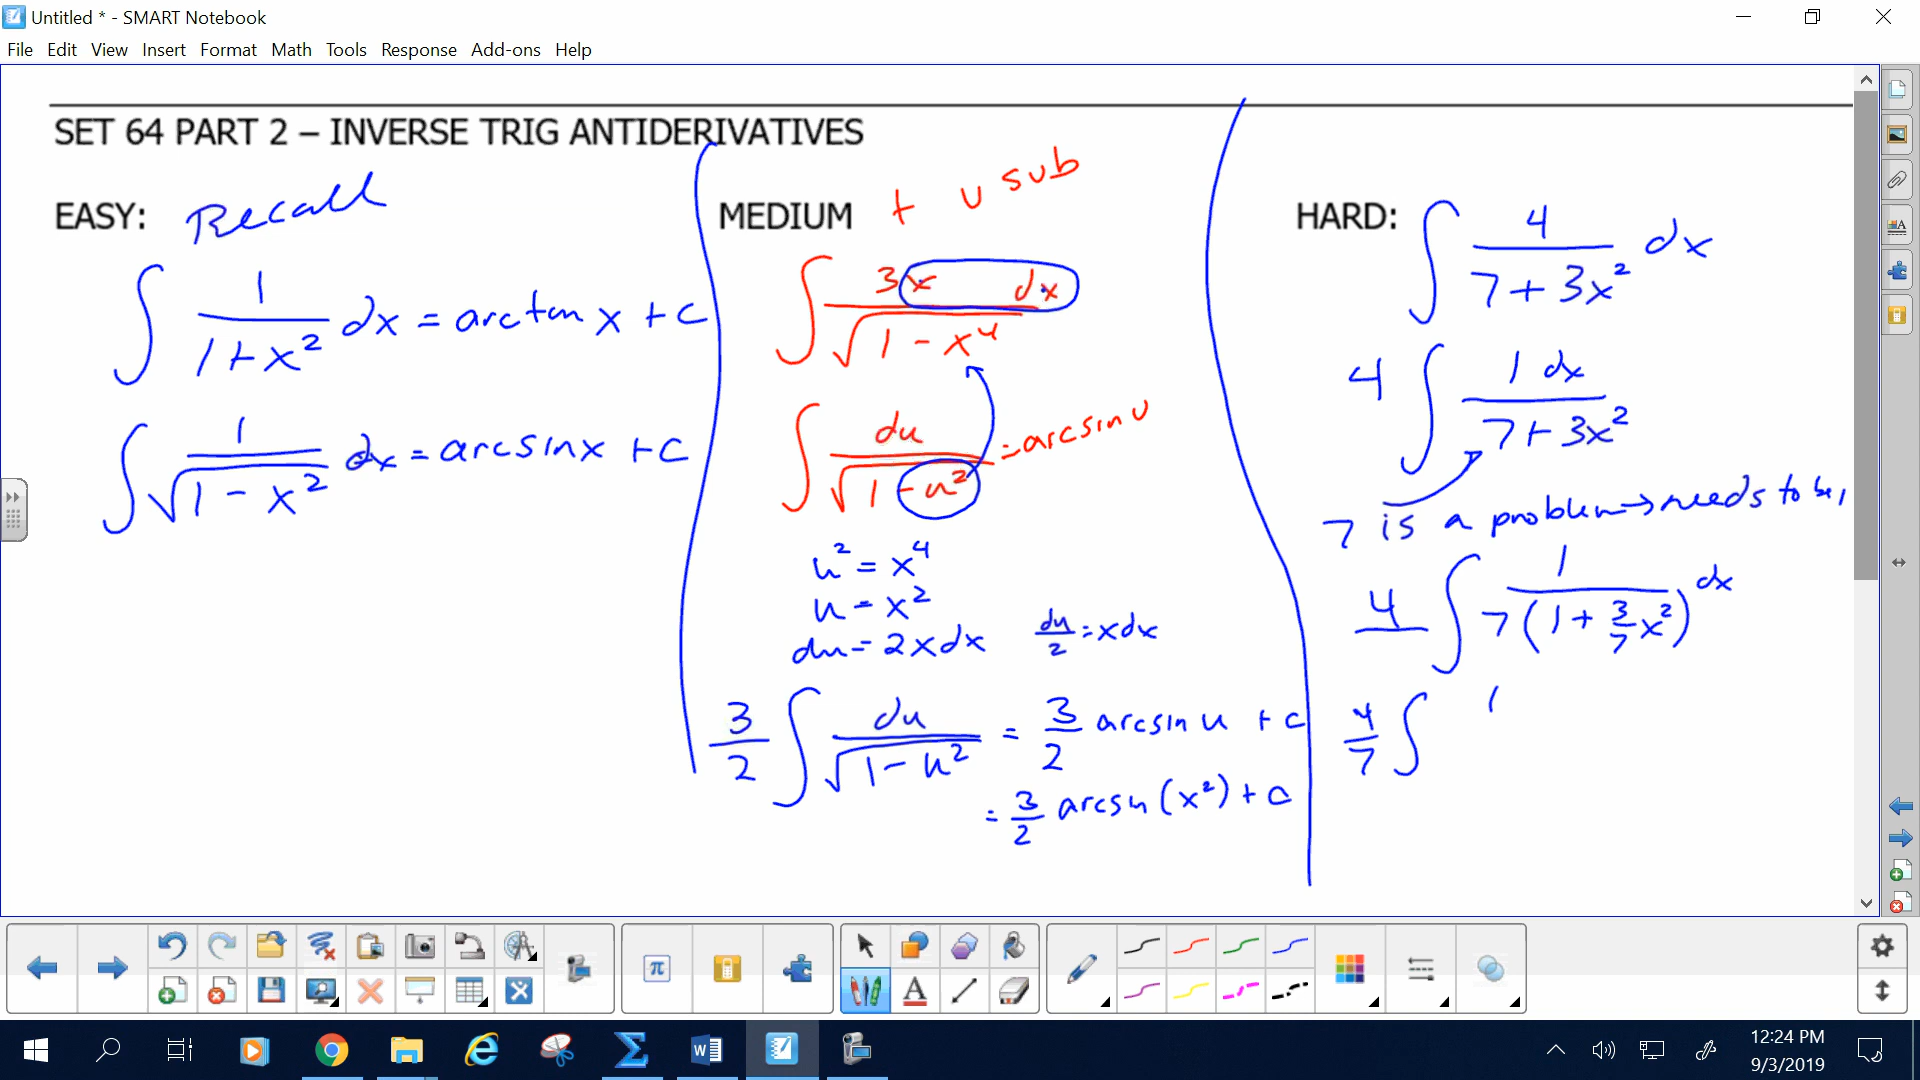 Untitled * - SMART Notebook
File Edit View Insert Format Math Tools Response Add-ons Help
SET 64 PART 2 – INVERSE TRIG ANTIDERIVATIVES
EASY: Recall
∫ 1/(1+x²) dx = arctan x + c
∫ 1/√(1-x²) dx = arcsin x + c
MEDIUM + u sub
∫ 3x dx/√(1-x⁴)
∫ du/√(1-u²) = arcsin u
u² = x⁴
u = x²
du = 2xdx du/2 = xdx
3/2 ∫ du/√(1-u²) = 3/2 arcsin u + c
= 3/2 arcsn (x²) + c
HARD: ∫ 4/(7+3x²) dx
4 ∫ 1 dx/(7+3x²)
7 is a problem → needs to be 1
4 ∫ 1/(7(1+3/7 x²)) dx
4/7 ∫ 1
π
A
12:24 PM
9/3/2019